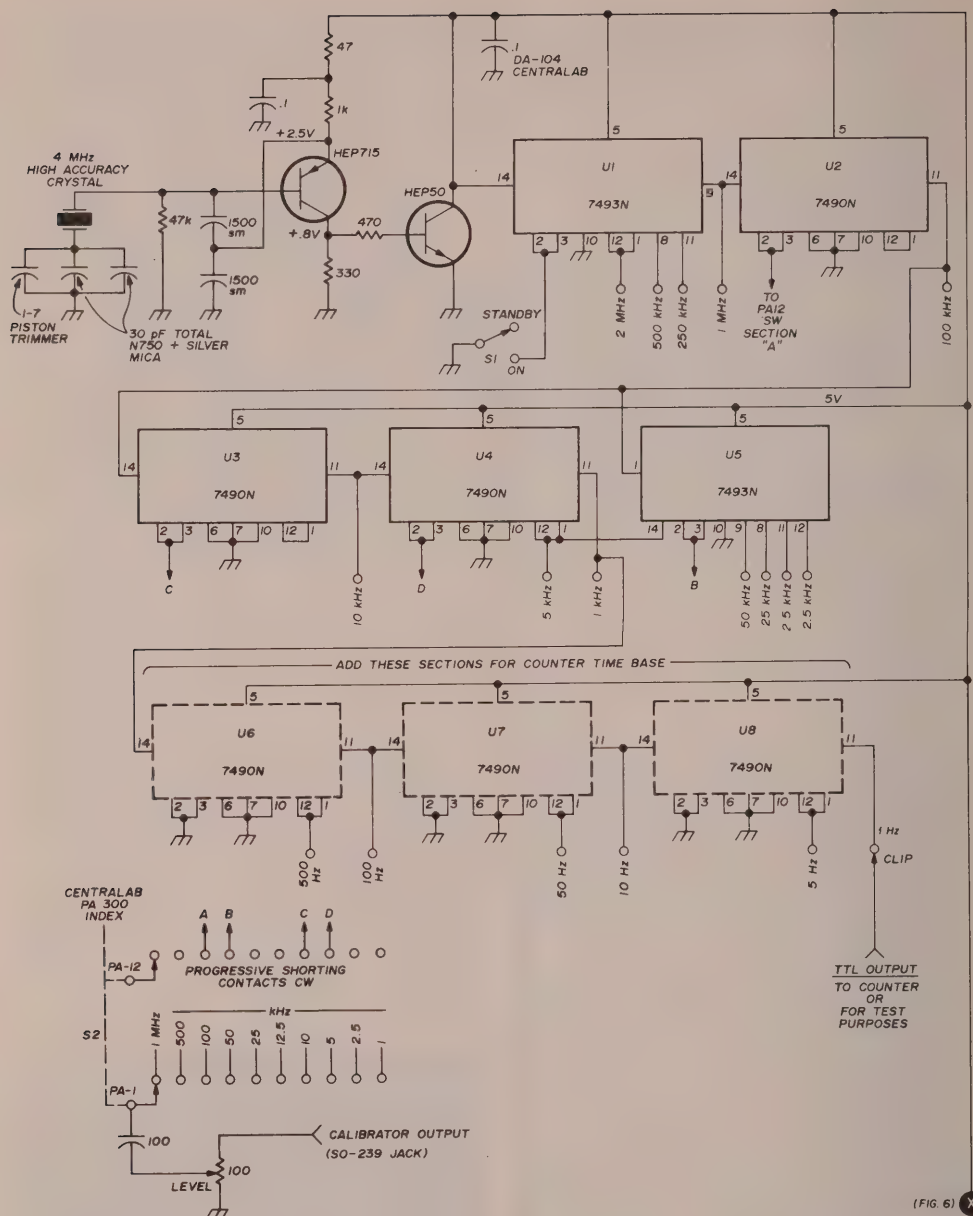 47
.1
DA-104
CENTRALAB
.1
1k
+2.5V
HEP715
4 MHz
HIGH ACCURACY
CRYSTAL
47k
1500
sm
1500
sm
+.8V
470
330
HEP50
1-7
PISTON
TRIMMER
30 pF TOTAL
N750 + SILVER
MICA
STANDBY
S1
ON
5
14
U1
7493N
9
2 3 10 12 1 8 11
2 MHz
500 kHz
250 kHz
1 MHz
5
14
U2
7490N
11
2 3 6 7 10 12 1
TO
PA12
SW
SECTION
"A"
100 kHz
5V
5
14
U3
7490N
11
2 3 6 7 10 12 1
C
10 kHz
5
14
U4
7490N
11
2 3 6 7 10 12 1
D
5 kHz
1 kHz
5
1
U5
7493N
14 2 3 10 9 8 11 12
B
50 kHz
25 kHz
2 5 kHz
2.5 kHz
ADD THESE SECTIONS FOR COUNTER TIME BASE
5
14
U6
7490N
11
2 3 6 7 10 12 1
500
Hz
100 Hz
5
14
U7
7490N
11
2 3 6 7 10 12 1
50 Hz
10 Hz
5
14
U8
7490N
11
2 3 6 7 10 12 1
5 Hz
1 Hz
CLIP
TTL OUTPUT
TO COUNTER
OR
FOR TEST
PURPOSES
CENTRALAB
PA 300
INDEX
A B C D
PA-12
PROGRESSIVE SHORTING
CONTACTS CW
S2
kHz
1 MHz
500
100
50
25
12.5
10
5
2.5
1
PA-1
100
CALIBRATOR OUTPUT
(SO-239 JACK)
100
LEVEL
(FIG. 6) X